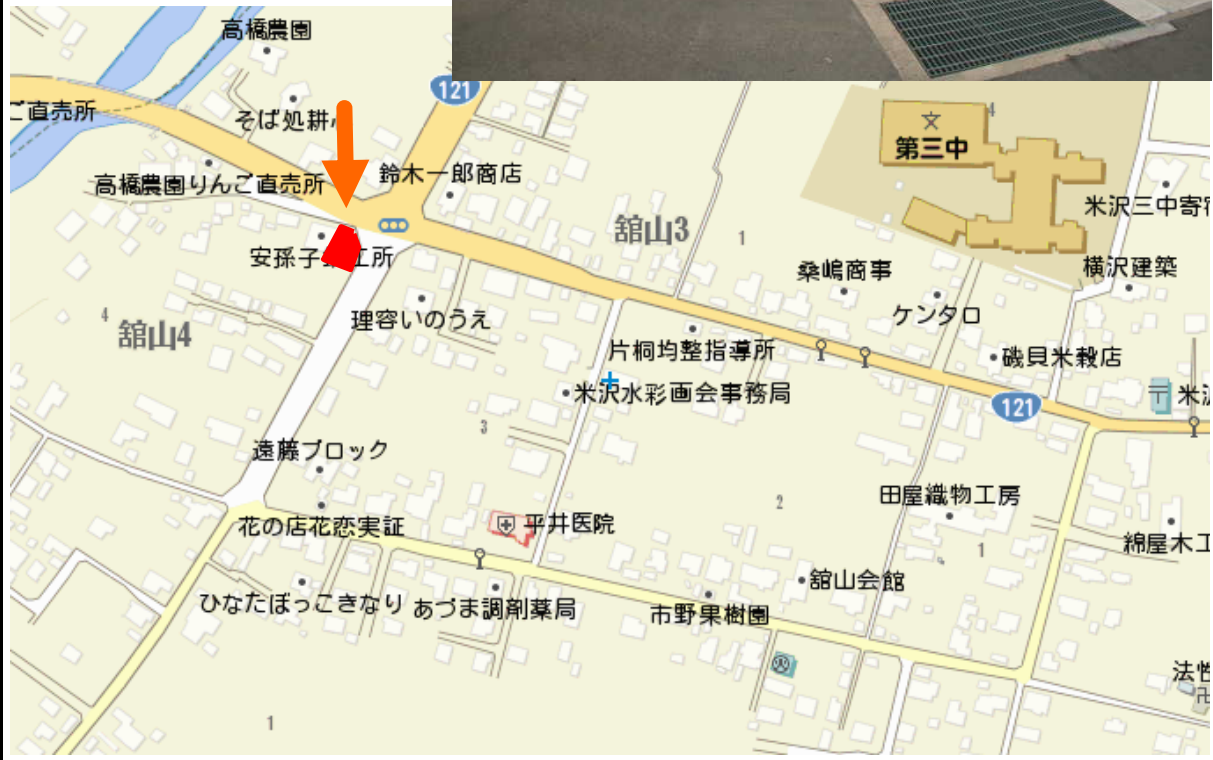 高橋農園
121
ご直売所
そば処耕
4
第三中
高橋農園りんご直売所
鈴木一郎商店
米沢三中寄宿
舘山3
1
安孫子 工所
桑嶋商事
横沢建築
4
舘山4
理容いのうえ
ケンタロ
片桐均整指導所
磯貝米穀店
米沢水彩画会事務局
121
米沢
3
遠藤ブロック
2
田屋織物工房
花の店花恋実証
平井医院
綿屋木工
1
舘山会館
ひなたぼっこきなり
あづま調剤薬局
市野果樹園
法性
1